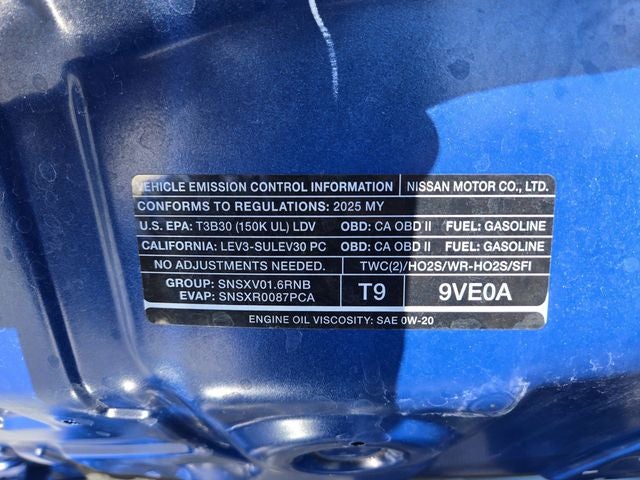 VEHICLE EMISSION CONTROL INFORMATION NISSAN MOTOR CO., LTD.
CONFORMS TO REGULATIONS: 2025 MY
U.S. EPA: T3B30 (150K UL) LDV OBD: CA OBD II FUEL: GASOLINE
CALIFORNIA: LEV3-SULEV30 PC OBD: CA OBD II FUEL: GASOLINE
NO ADJUSTMENTS NEEDED. TWC(2)/HO2S/WR-HO2S/SFI
GROUP: SNSXV01.6RNB
EVAP: SNSXR0087PCA
T9 9VE0A
ENGINE OIL VISCOSITY: SAE 0W-20